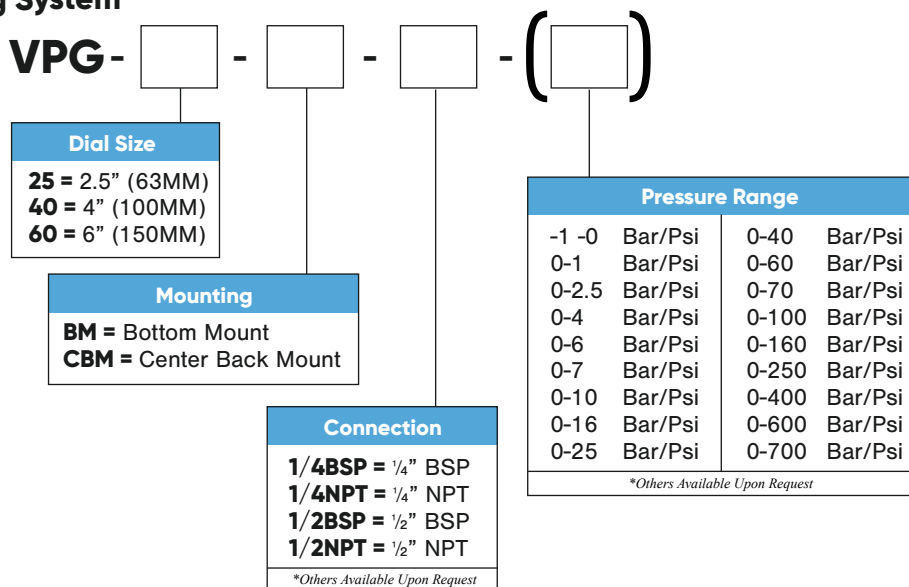 g System
VPG- - - -( )
Dial Size
25 = 2.5” (63MM)
40 = 4” (100MM)
60 = 6” (150MM)
Mounting
BM = Bottom Mount
CBM = Center Back Mount
Connection
1/4BSP = ¼” BSP
1/4NPT = ¼” NPT
1/2BSP = ½” BSP
1/2NPT = ½” NPT
*Others Available Upon Request
Pressure Range
-1 -0 Bar/Psi 0-40 Bar/Psi
0-1 Bar/Psi 0-60 Bar/Psi
0-2.5 Bar/Psi 0-70 Bar/Psi
0-4 Bar/Psi 0-100 Bar/Psi
0-6 Bar/Psi 0-160 Bar/Psi
0-7 Bar/Psi 0-250 Bar/Psi
0-10 Bar/Psi 0-400 Bar/Psi
0-16 Bar/Psi 0-600 Bar/Psi
0-25 Bar/Psi 0-700 Bar/Psi
*Others Available Upon Request